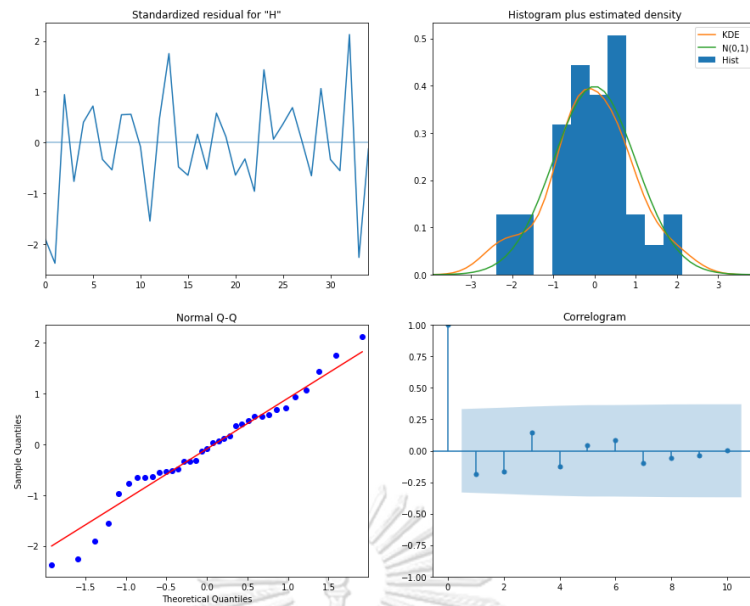 Standardized residual for "H"
2
1
0
−1
−2
0 5 10 15 20 25 30
Histogram plus estimated density
KDE
N(0,1)
Hist
0.5
0.4
0.3
0.2
0.1
0.0
−3 −2 −1 0 1 2 3
Normal Q-Q
2
1
0
−1
−2
Sample Quantiles
−1.5 −1.0 −0.5 0.0 0.5 1.0 1.5
Theoretical Quantiles
Correlogram
1.00
0.75
0.50
0.25
0.00
−0.25
−0.50
−0.75
−1.00
0 2 4 6 8 10